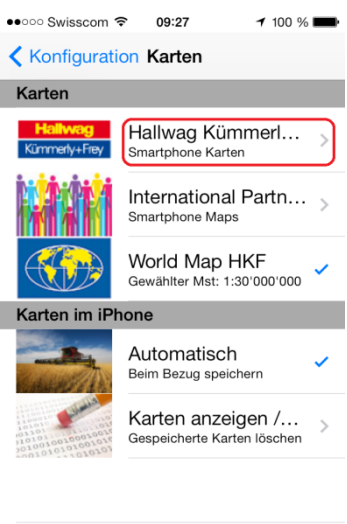 Swisscom 09:27 100 %
Konfiguration Karten
Karten
Hallwag
Kümmerly+Frey
Hallwag Kümmerl...
Smartphone Karten
International Partn...
Smartphone Maps
World Map HKF
Gewählter Mst: 1:30'000'000
Karten im iPhone
Automatisch
Beim Bezug speichern
Karten anzeigen /...
Gespeicherte Karten löschen